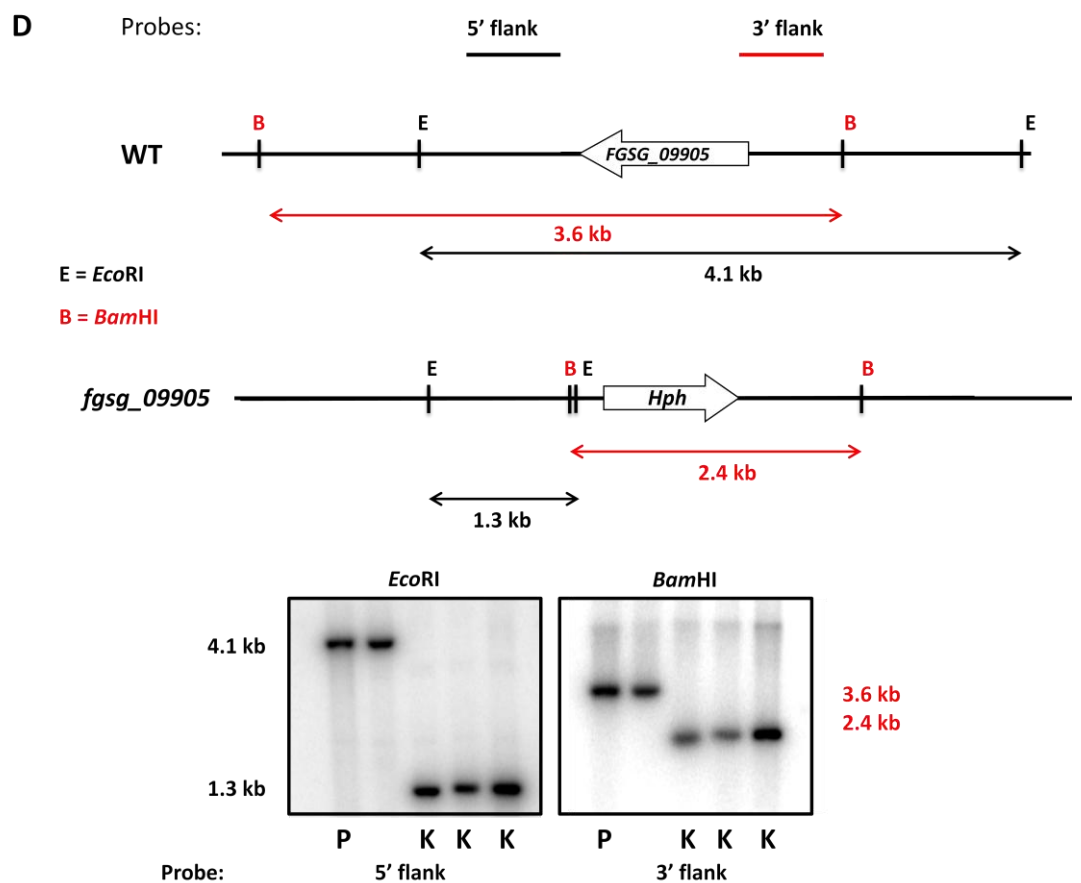 D
Probes:
5’ flank
3’ flank
B
E
B
E
WT
FGSG_09905
3.6 kb
4.1 kb
E = EcoRI
B = BamHI
E
B E
B
fgsg_09905
Hph
2.4 kb
1.3 kb
EcoRI
BamHI
4.1 kb
3.6 kb
2.4 kb
1.3 kb
P K K K
P K K K
Probe:
5’ flank
3’ flank